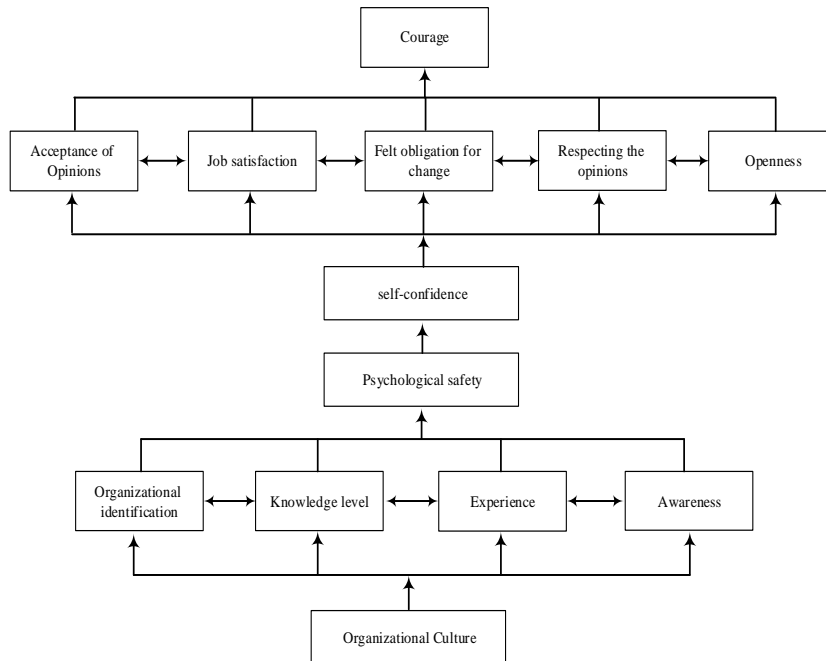 Courage
Acceptance of
Opinions
Job satisfaction
Felt obligation for
change
Respecting the
opinions
Openness
self-confidence
Psychological safety
Organizational
identification
Knowledge level
Experience
Awareness
Organizational Culture